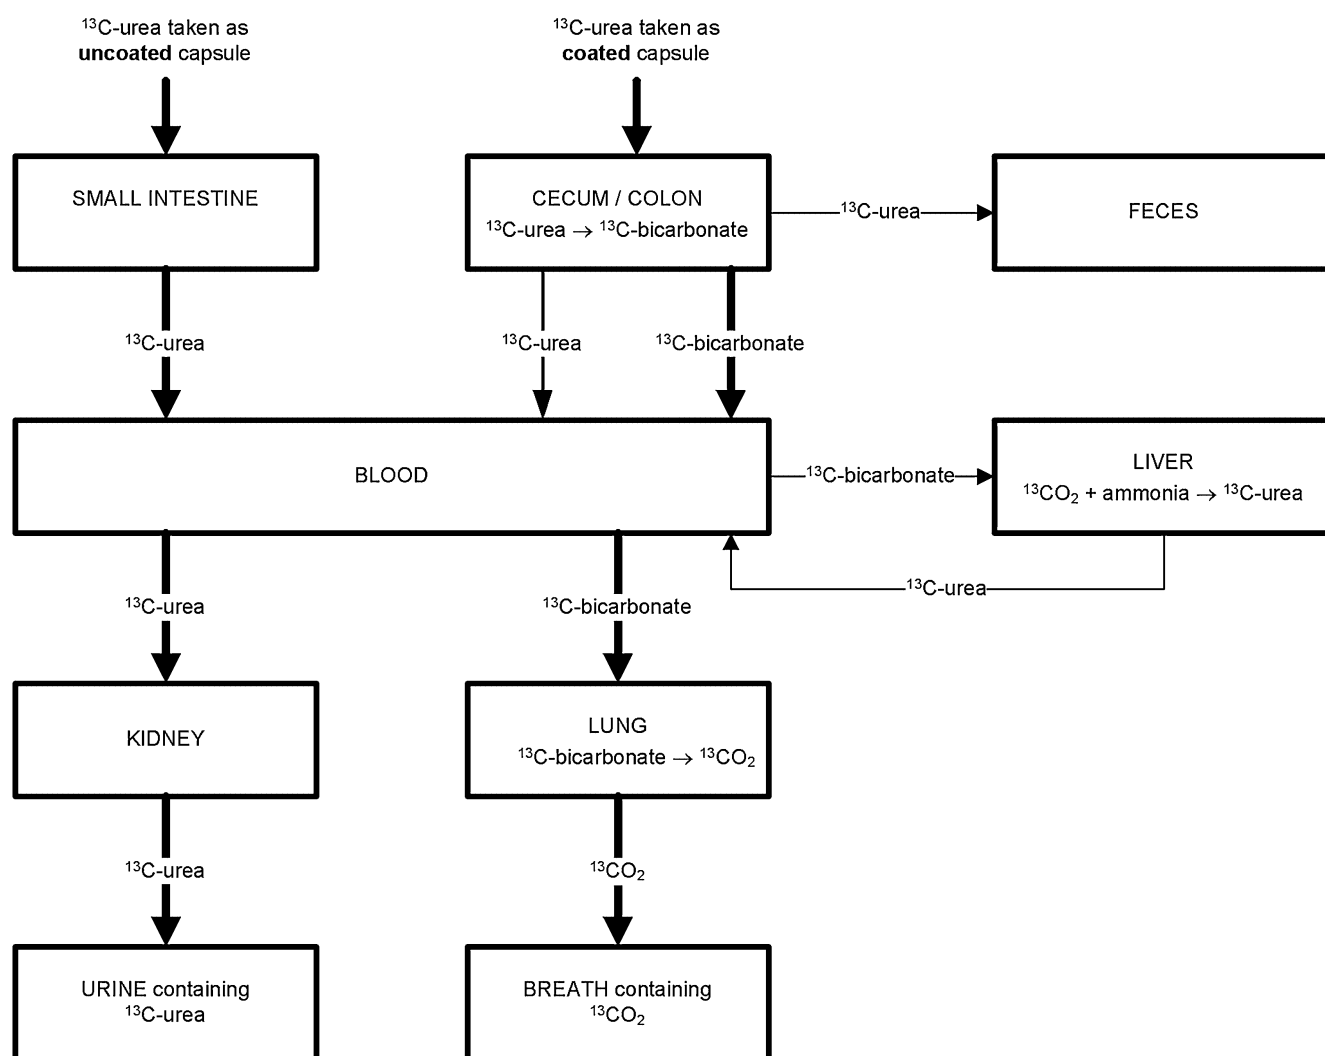 ¹³C-urea taken as
uncoated capsule
¹³C-urea taken as
coated capsule
SMALL INTESTINE
CECUM / COLON
¹³C-urea → ¹³C-bicarbonate
¹³C-urea
FECES
¹³C-urea
¹³C-urea
¹³C-bicarbonate
BLOOD
¹³C-bicarbonate
LIVER
¹³CO₂ + ammonia → ¹³C-urea
¹³C-urea
¹³C-urea
¹³C-bicarbonate
KIDNEY
LUNG
¹³C-bicarbonate → ¹³CO₂
¹³C-urea
¹³CO₂
URINE containing
¹³C-urea
BREATH containing
¹³CO₂